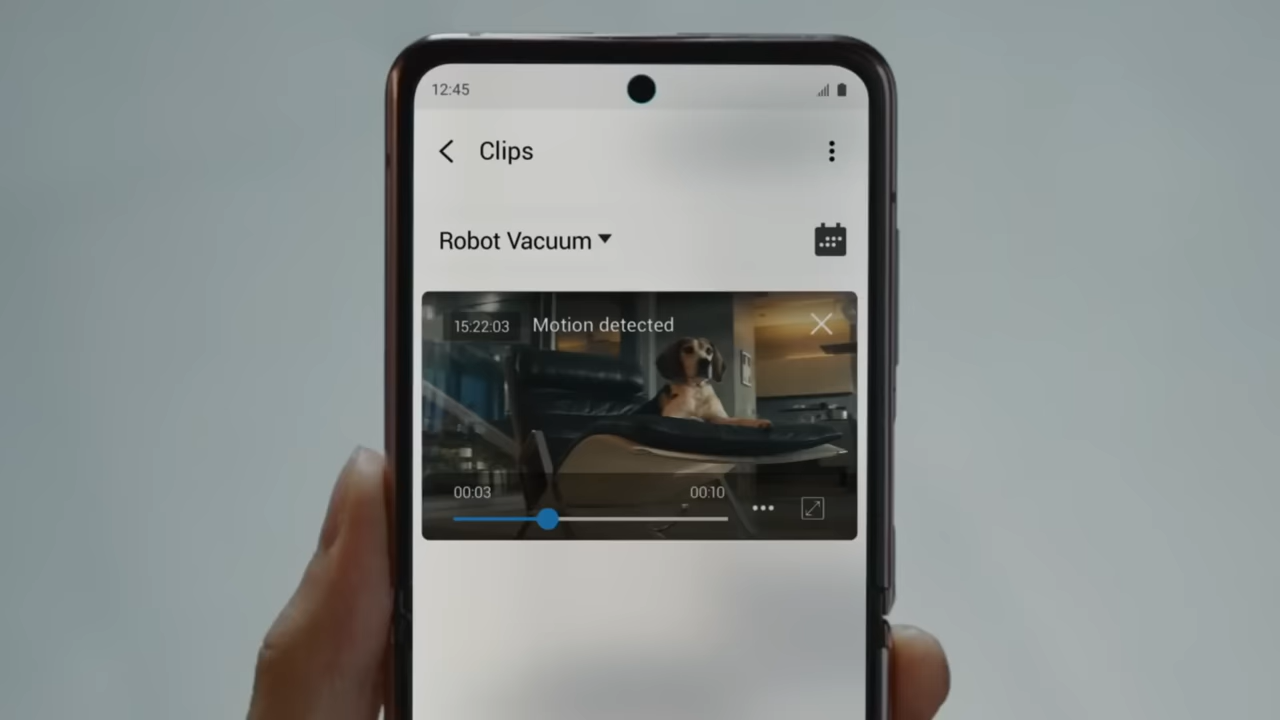 12:45
Clips
Robot Vacuum
15:22:03 Motion detected
00:03 00:10